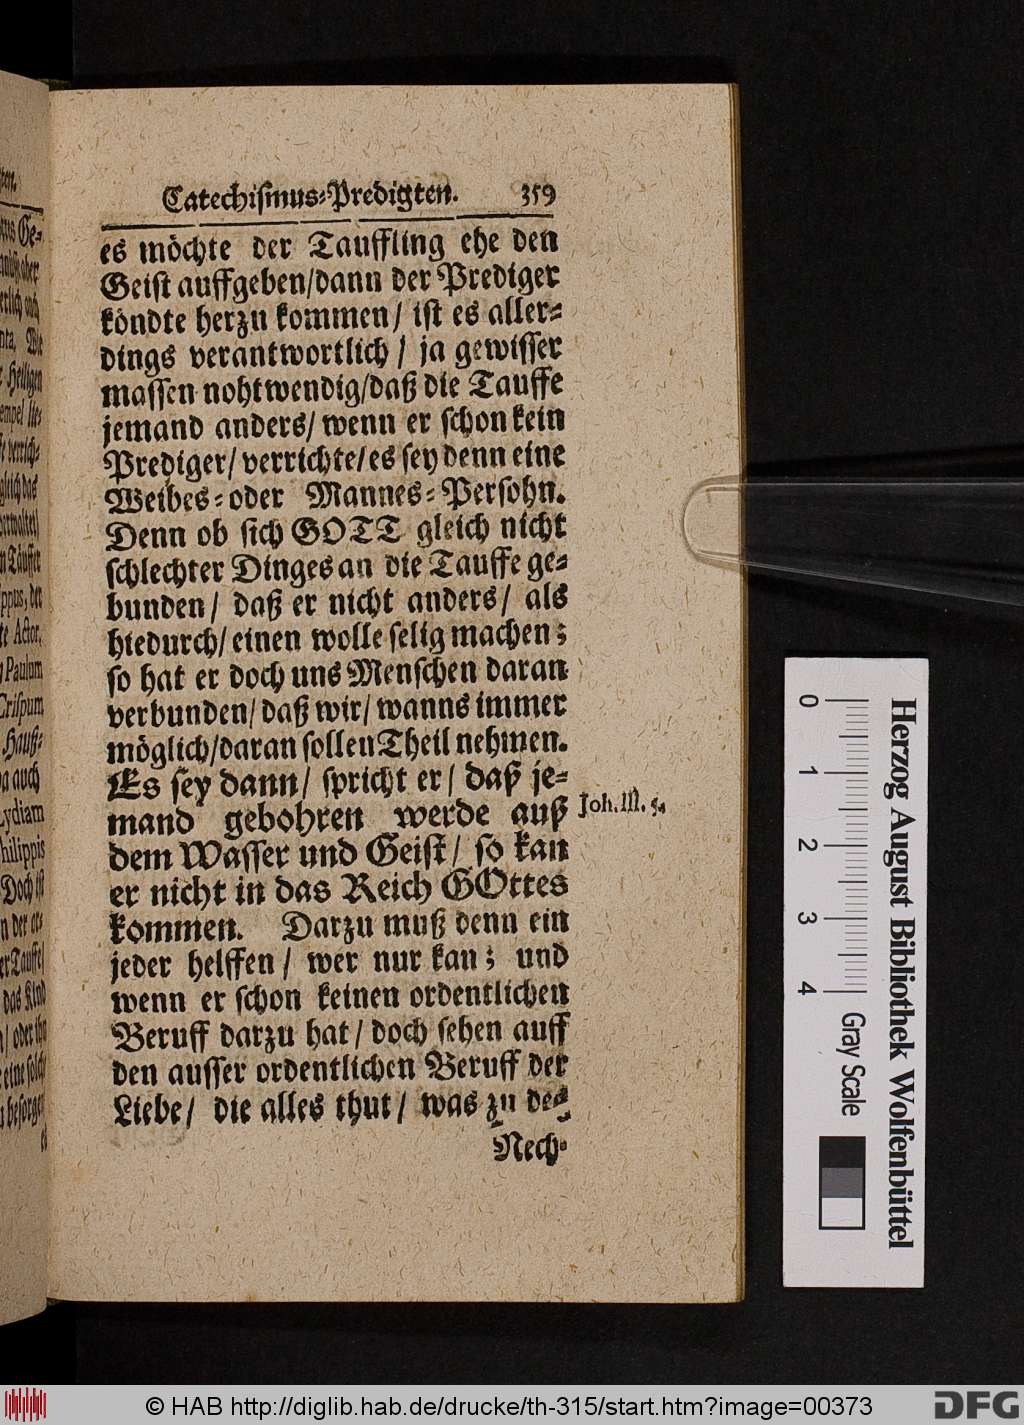 Catechismus-Predigten. 359
es möchte der Tauffling ehe den
Geist auffgeben/dann der Prediger
köndte herzu kommen/ ist es aller-
dings verantwortlich/ ja gewisser
massen nohtwendig/daß die Tauffe
jemand anders/ wenn er schon kein
Prediger/ verrichte/es sey denn eine
Weibes- oder Mannes-Persohn.
Denn ob sich GOTT gleich nicht
schlechter Dinges an die Tauffe ge-
bunden/ daß er nicht anders/ als
hiedurch/ einen wolle selig machen;
so hat er doch uns Menschen daran
verbunden/ daß wir/ wanns immer
möglich/daran sollen Theil nehmen.
Es sey dann/ spricht er/ daß je-
mand gebohren werde auß
Joh. III. 5.
dem Wasser und Geist/ so kan
er nicht in das Reich GOttes
kommen. Darzu muß denn ein
jeder helffen/ wer nur kan; und
wenn er schon keinen ordentlichen
Beruff darzu hat/ doch sehen auff
den ausser ordentlichen Beruff der
Liebe/ die alles thut/ was zu des
Nech-
Herzog August Bibliothek Wolfenbüttel
0 1 2 3 4 Gray Scale
© HAB http://diglib.hab.de/drucke/th-315/start.htm?image=00373
DFG